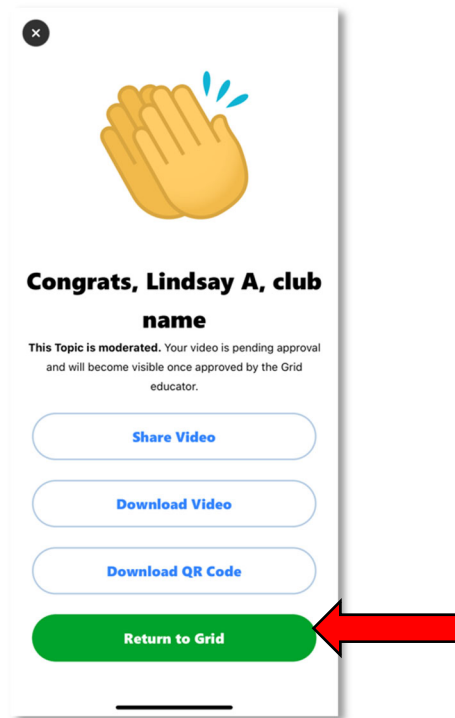 Congrats, Lindsay A, club
name
This Topic is moderated. Your video is pending approval
and will become visible once approved by the Grid
educator.
Share Video
Download Video
Download QR Code
Return to Grid